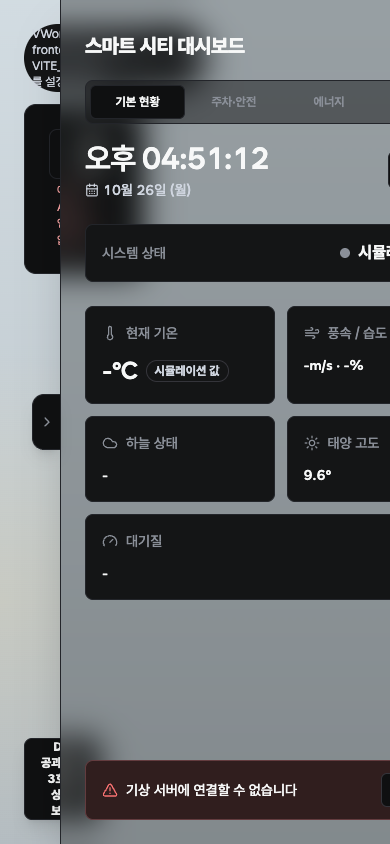 스마트 시티 대시보드
기본 현황
주차·안전
에너지
오후 04:51:12
10월 26일 (월)
시스템 상태
현재 기온
-°C 시뮬레이션 값
풍속 / 습도
-m/s · -%
하늘 상태
-
태양 고도
9.6°
대기질
-
기상 서버에 연결할 수 없습니다